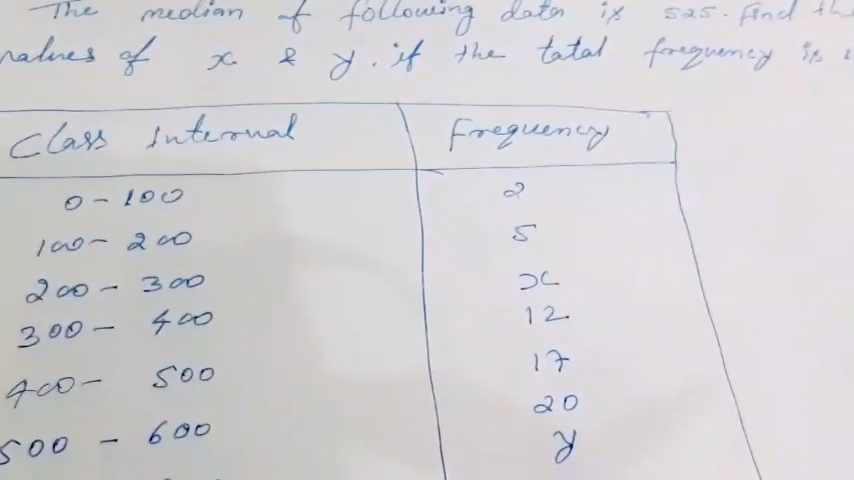 The median of following data is 525. Find the
values of x & y. if the total frequency is
Class Interval Frequency
0-100 2
100-200 5
200-300 x
300-400 12
400-500 17
500-600 20
y